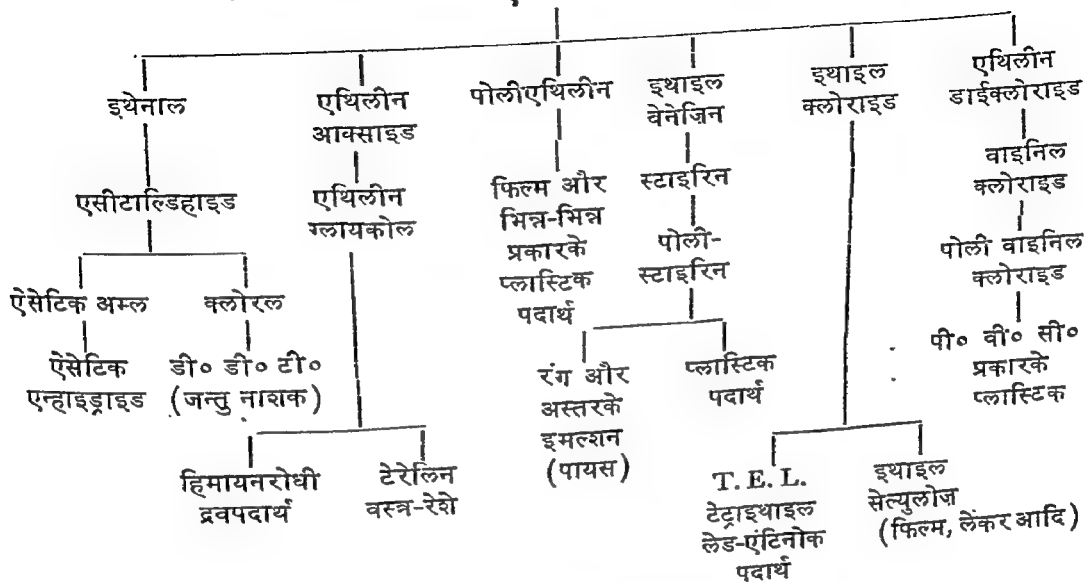 इथेनाल
एसीटाल्डिहाइड
ऐसेटिक अम्ल
ऐसेटिक
एन्हाइड्राइड
क्लोरल
डी० डी० टी०
(जन्तु नाशक)
एथिलीन
आक्साइड
एथिलीन
ग्लायकोल
हिमायनरोधी
द्रवपदार्थ
टेरेलिन
वस्त्र-रेशे
पोलीएथिलीन
फिल्म और
भिन्न-भिन्न
प्रकारके
प्लास्टिक
पदार्थ
इथाइल
वेनेज़िन
स्टाइरिन
पोली-
स्टाइरिन
रंग और
अस्तरके
इमल्शन
(पायस)
प्लास्टिक
पदार्थ
इथाइल
क्लोराइड
T. E. L.
टेट्राइथाइल
लेड-एंटिनोक
पदार्थ
इथाइल
सेल्युलोज़
(फिल्म, लेंकर आदि)
एथिलीन
डाईक्लोराइड
वाइनिल
क्लोराइड
पोली वाइनिल
क्लोराइड
पी० वी० सी०
प्रकारके
प्लास्टिक